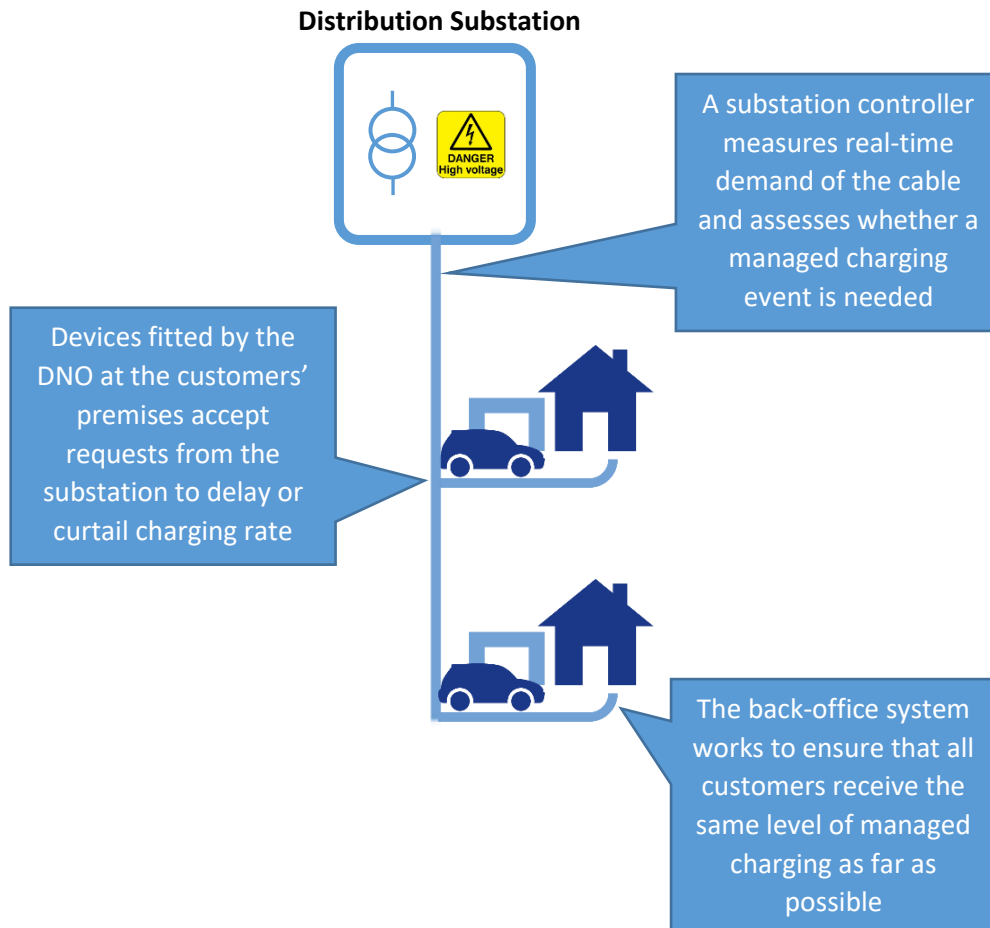 Distribution Substation
DANGER
High voltage
A substation controller
measures real-time
demand of the cable
and assesses whether a
managed charging
event is needed
Devices fitted by the
DNO at the customers’
premises accept
requests from the
substation to delay or
curtail charging rate
The back-office system
works to ensure that all
customers receive the
same level of managed
charging as far as
possible